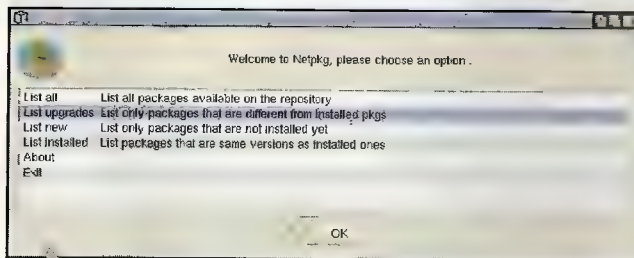 Welcome to Netpkg, please choose an option .
List all List all packages available on the repository
List upgrades List only packages that are different from installed pkgs
List new List only packages that are not installed yet
List installed List packages that are same versions as installed ones
About
Exit
OK